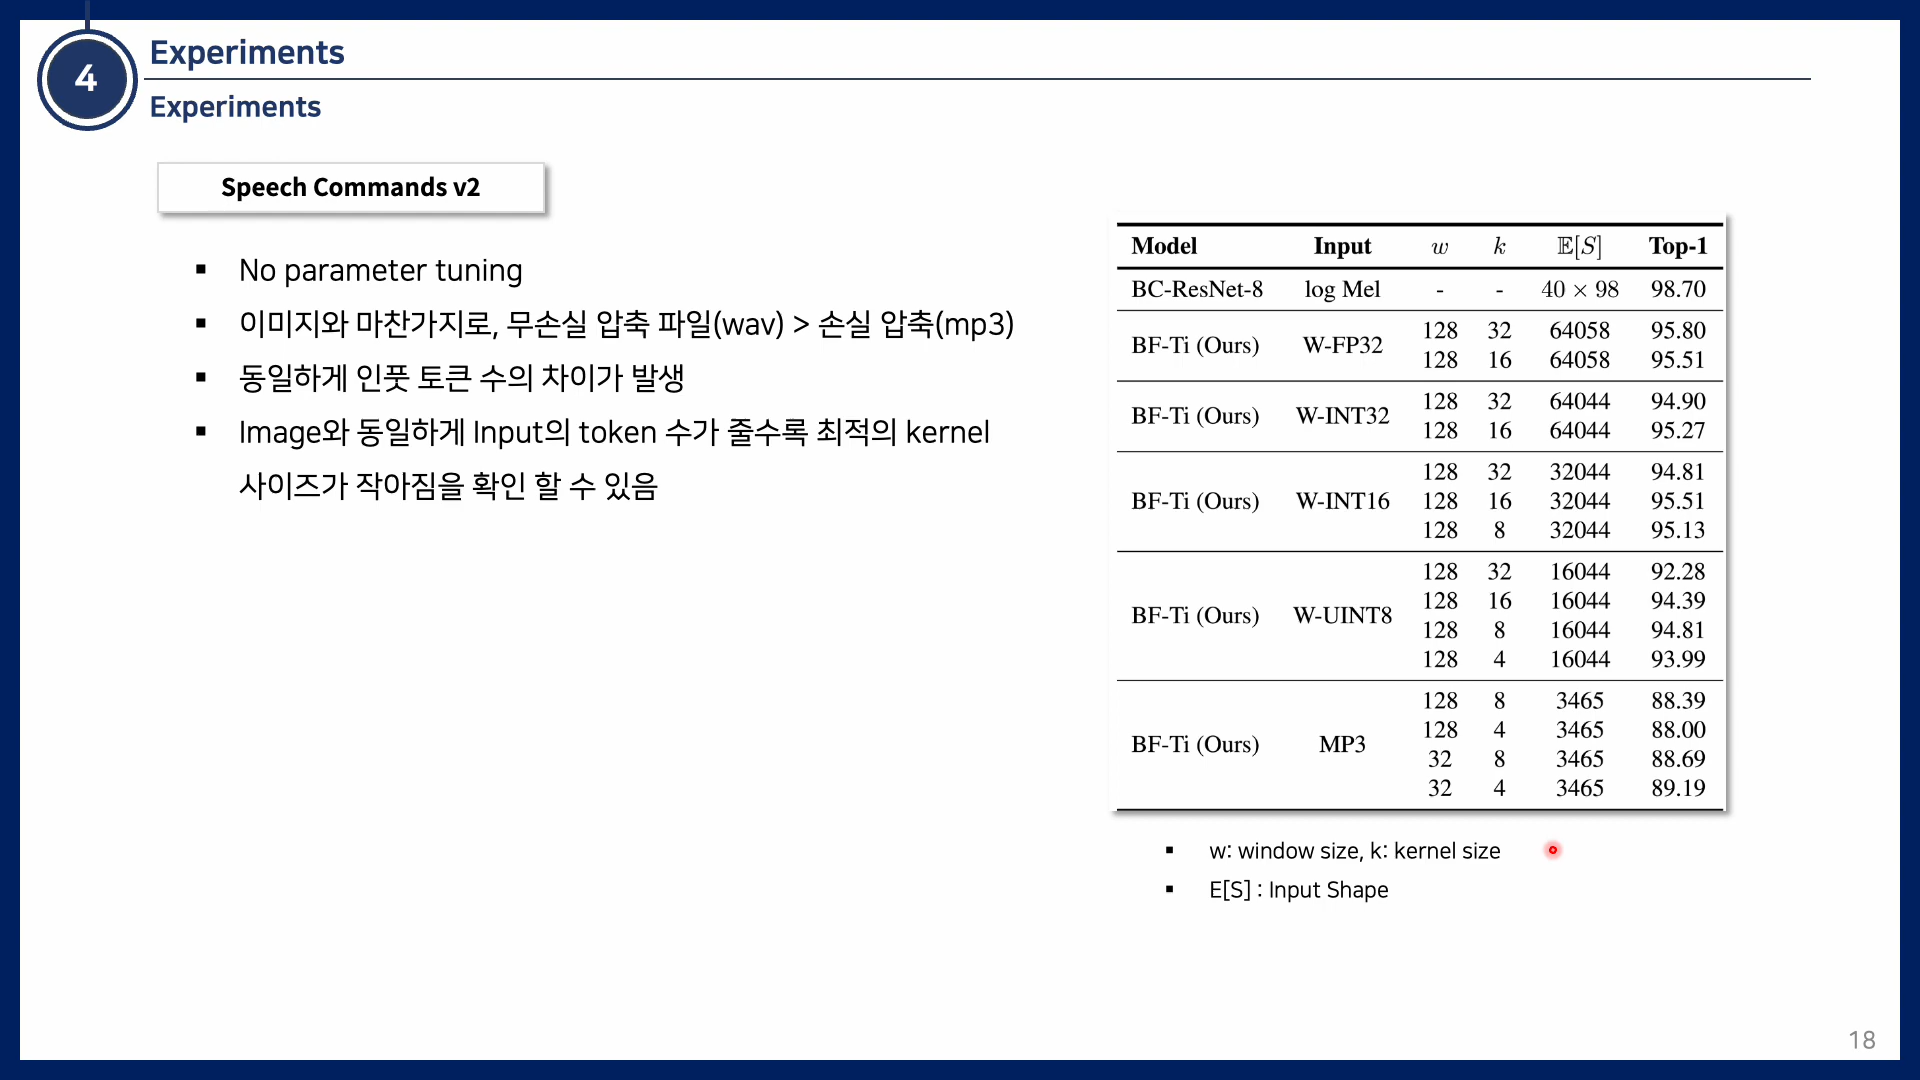 4
Experiments
Experiments
Speech Commands v2
▪ No parameter tuning
▪ 이미지와 마찬가지로, 무손실 압축 파일(wav) > 손실 압축(mp3)
▪ 동일하게 인풋 토큰 수의 차이가 발생
▪ Image와 동일하게 Input의 token 수가 줄수록 최적의 kernel
사이즈가 작아짐을 확인 할 수 있음
Model Input w k 𝔼[S] Top-1
BC-ResNet-8 log Mel - - 40 × 98 98.70
BF-Ti (Ours) W-FP32 128 32 64058 95.80
128 16 64058 95.51
BF-Ti (Ours) W-INT32 128 32 64044 94.90
128 16 64044 95.27
BF-Ti (Ours) W-INT16 128 32 32044 94.81
128 16 32044 95.51
128 8 32044 95.13
BF-Ti (Ours) W-UINT8 128 32 16044 92.28
128 16 16044 94.39
128 8 16044 94.81
128 4 16044 93.99
BF-Ti (Ours) MP3 128 8 3465 88.39
128 4 3465 88.00
32 8 3465 88.69
32 4 3465 89.19
▪ w: window size, k: kernel size
▪ E[S] : Input Shape
18